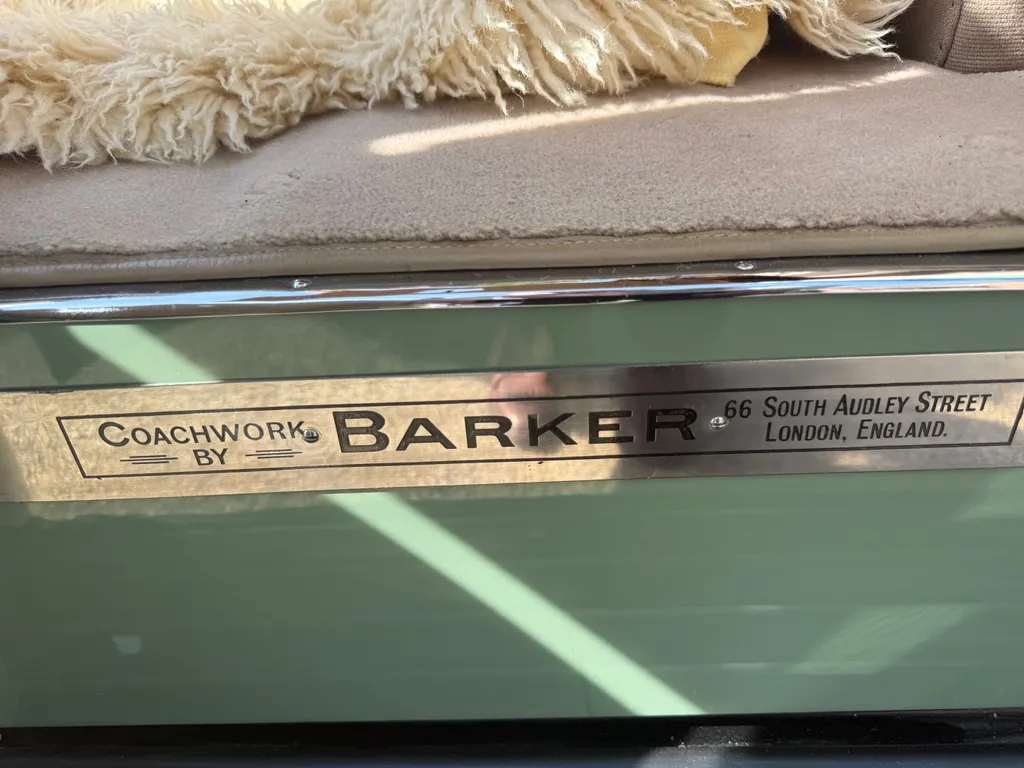 COACHWORK
BY
BARKER
66 SOUTH AUDLEY STREET
LONDON, ENGLAND.